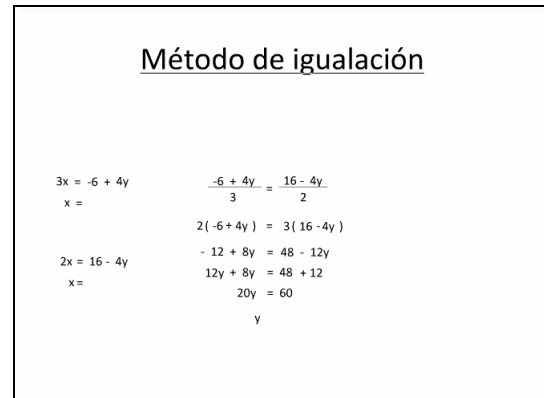 Método de igualación
3x = -6 + 4y
x =
2x = 16 - 4y
x =
-6 + 4y / 3 = 16 - 4y / 2
2 ( -6 + 4y ) = 3 ( 16 - 4y )
- 12 + 8y = 48 - 12y
12y + 8y = 48 + 12
20y = 60
y